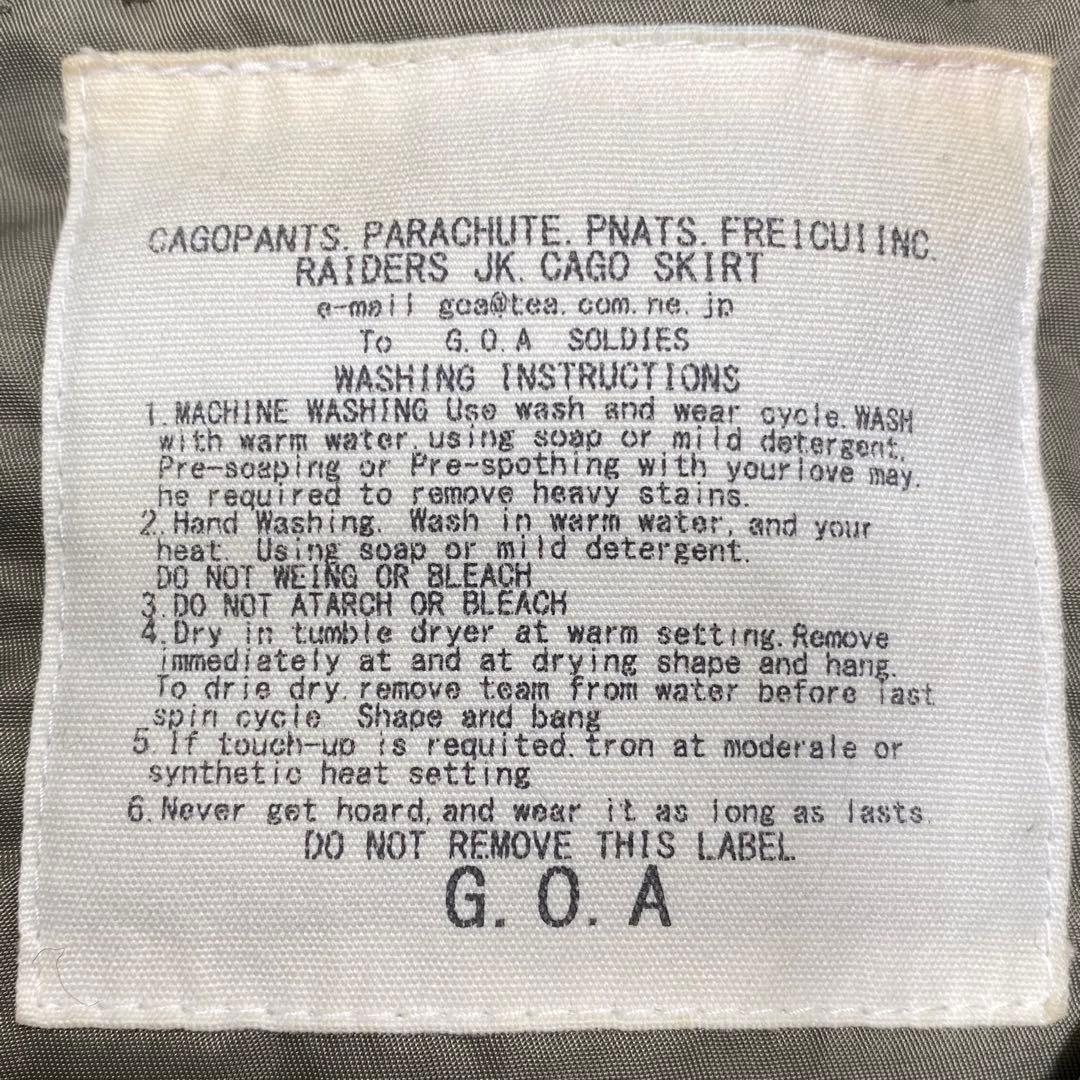 CAGOPANTS. PARACHUTE. PNATS. FREICUIINC.
RAIDERS JK. CAGO SKIRT
e-mail goa@tea.com.ne.jp
To G.O.A SOLDIES
WASHING INSTRUCTIONS
1. MACHINE WASHING Use wash and wear cycle. WASH
with warm water, using soap or mild detergent.
Pre-soaping or Pre-spothing with yourlove may.
he required to remove heavy stains.
2. Hand Washing. Wash in warm water, and your
heat. Using soap or mild detergent.
DO NOT WEING OR BLEACH
3. DO NOT ATARCH OR BLEACH
4. Dry in tumble dryer at warm setting. Remove
immediately at and at drying shape and hang.
To drie dry. remove team from water before last
spin cycle Shape and bang
5. If touch-up is requited. tron at moderale or
synthetic heat setting
6. Never get hoard, and wear it as long as lasts.
DO NOT REMOVE THIS LABEL
G. O. A